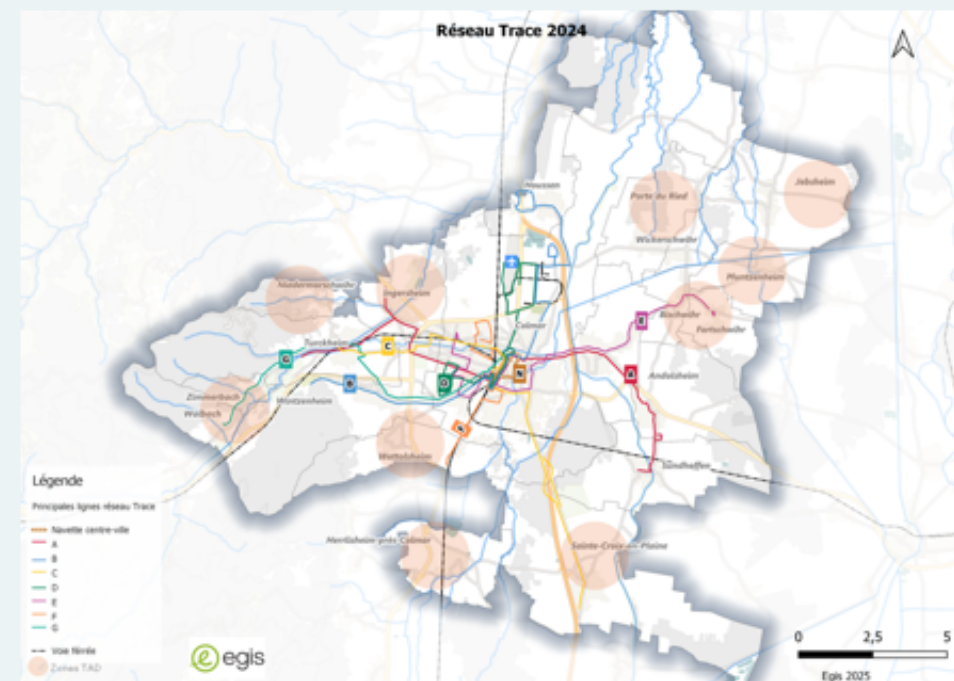 Réseau Trace 2024
Houssen
Jebsheim
Porte du Ried
Wickerschwihr
Muntzenheim
Niedermorschwihr
Ingersheim
Bischwihr
Fortschwihr
Colmar
E
Turckheim
C
G
N
A
Andolsheim
D
B
Zimmerbach
Wintzenheim
Walbach
Wettolsheim
Sundhoffen
Légende
Principales lignes réseau Trace
Navette centre-ville
A
B
C
D
E
F
G
Voie férrée
Zones TAD
Herrlisheim-près-Colmar
Sainte-Croix-en-Plaine
egis
0 2,5 5
Egis 2025